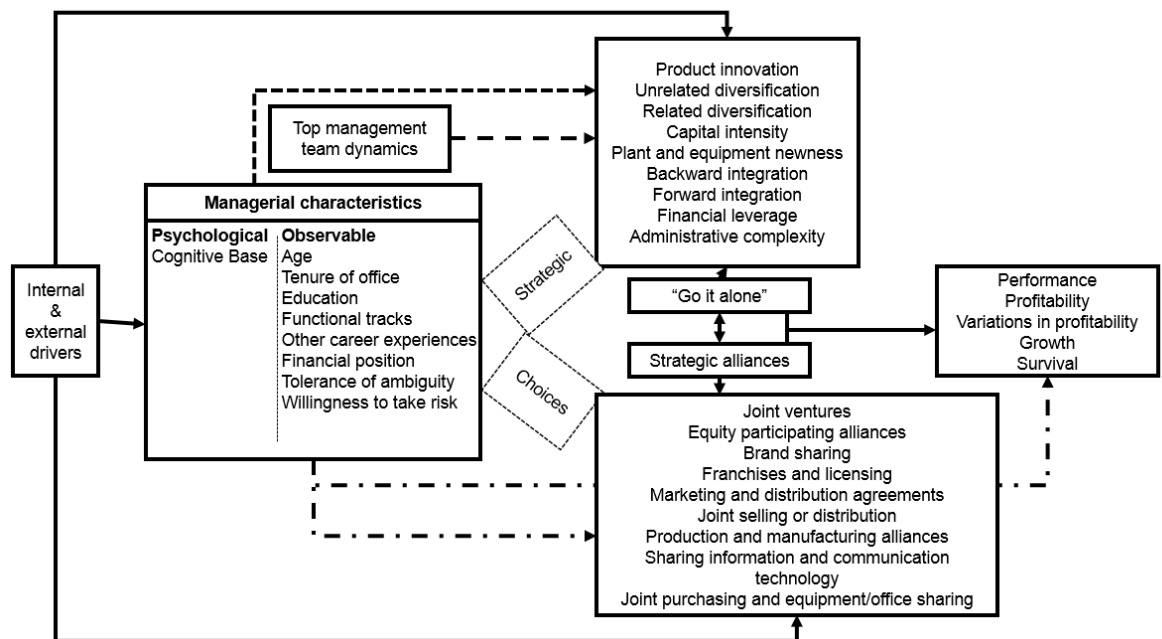 Product innovation
Unrelated diversification
Related diversification
Capital intensity
Plant and equipment newness
Backward integration
Forward integration
Financial leverage
Administrative complexity
Top management
team dynamics
Managerial characteristics
Psychological
Cognitive Base
Observable
Age
Tenure of office
Education
Functional tracks
Other career experiences
Financial position
Tolerance of ambiguity
Willingness to take risk
Internal
&
external
drivers
Strategic
Choices
“Go it alone”
Strategic alliances
Performance
Profitability
Variations in profitability
Growth
Survival
Joint ventures
Equity participating alliances
Brand sharing
Franchises and licensing
Marketing and distribution agreements
Joint selling or distribution
Production and manufacturing alliances
Sharing information and communication
technology
Joint purchasing and equipment/office sharing